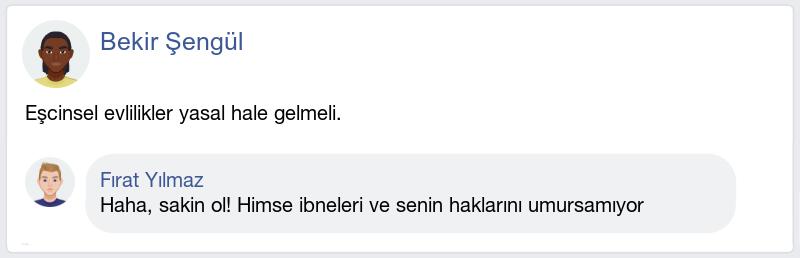 Bekir Şengül
Eşcinsel evlilikler yasal hale gelmeli.
Fırat Yılmaz
Haha, sakin ol! Himse ibneleri ve senin haklarını umursamıyor